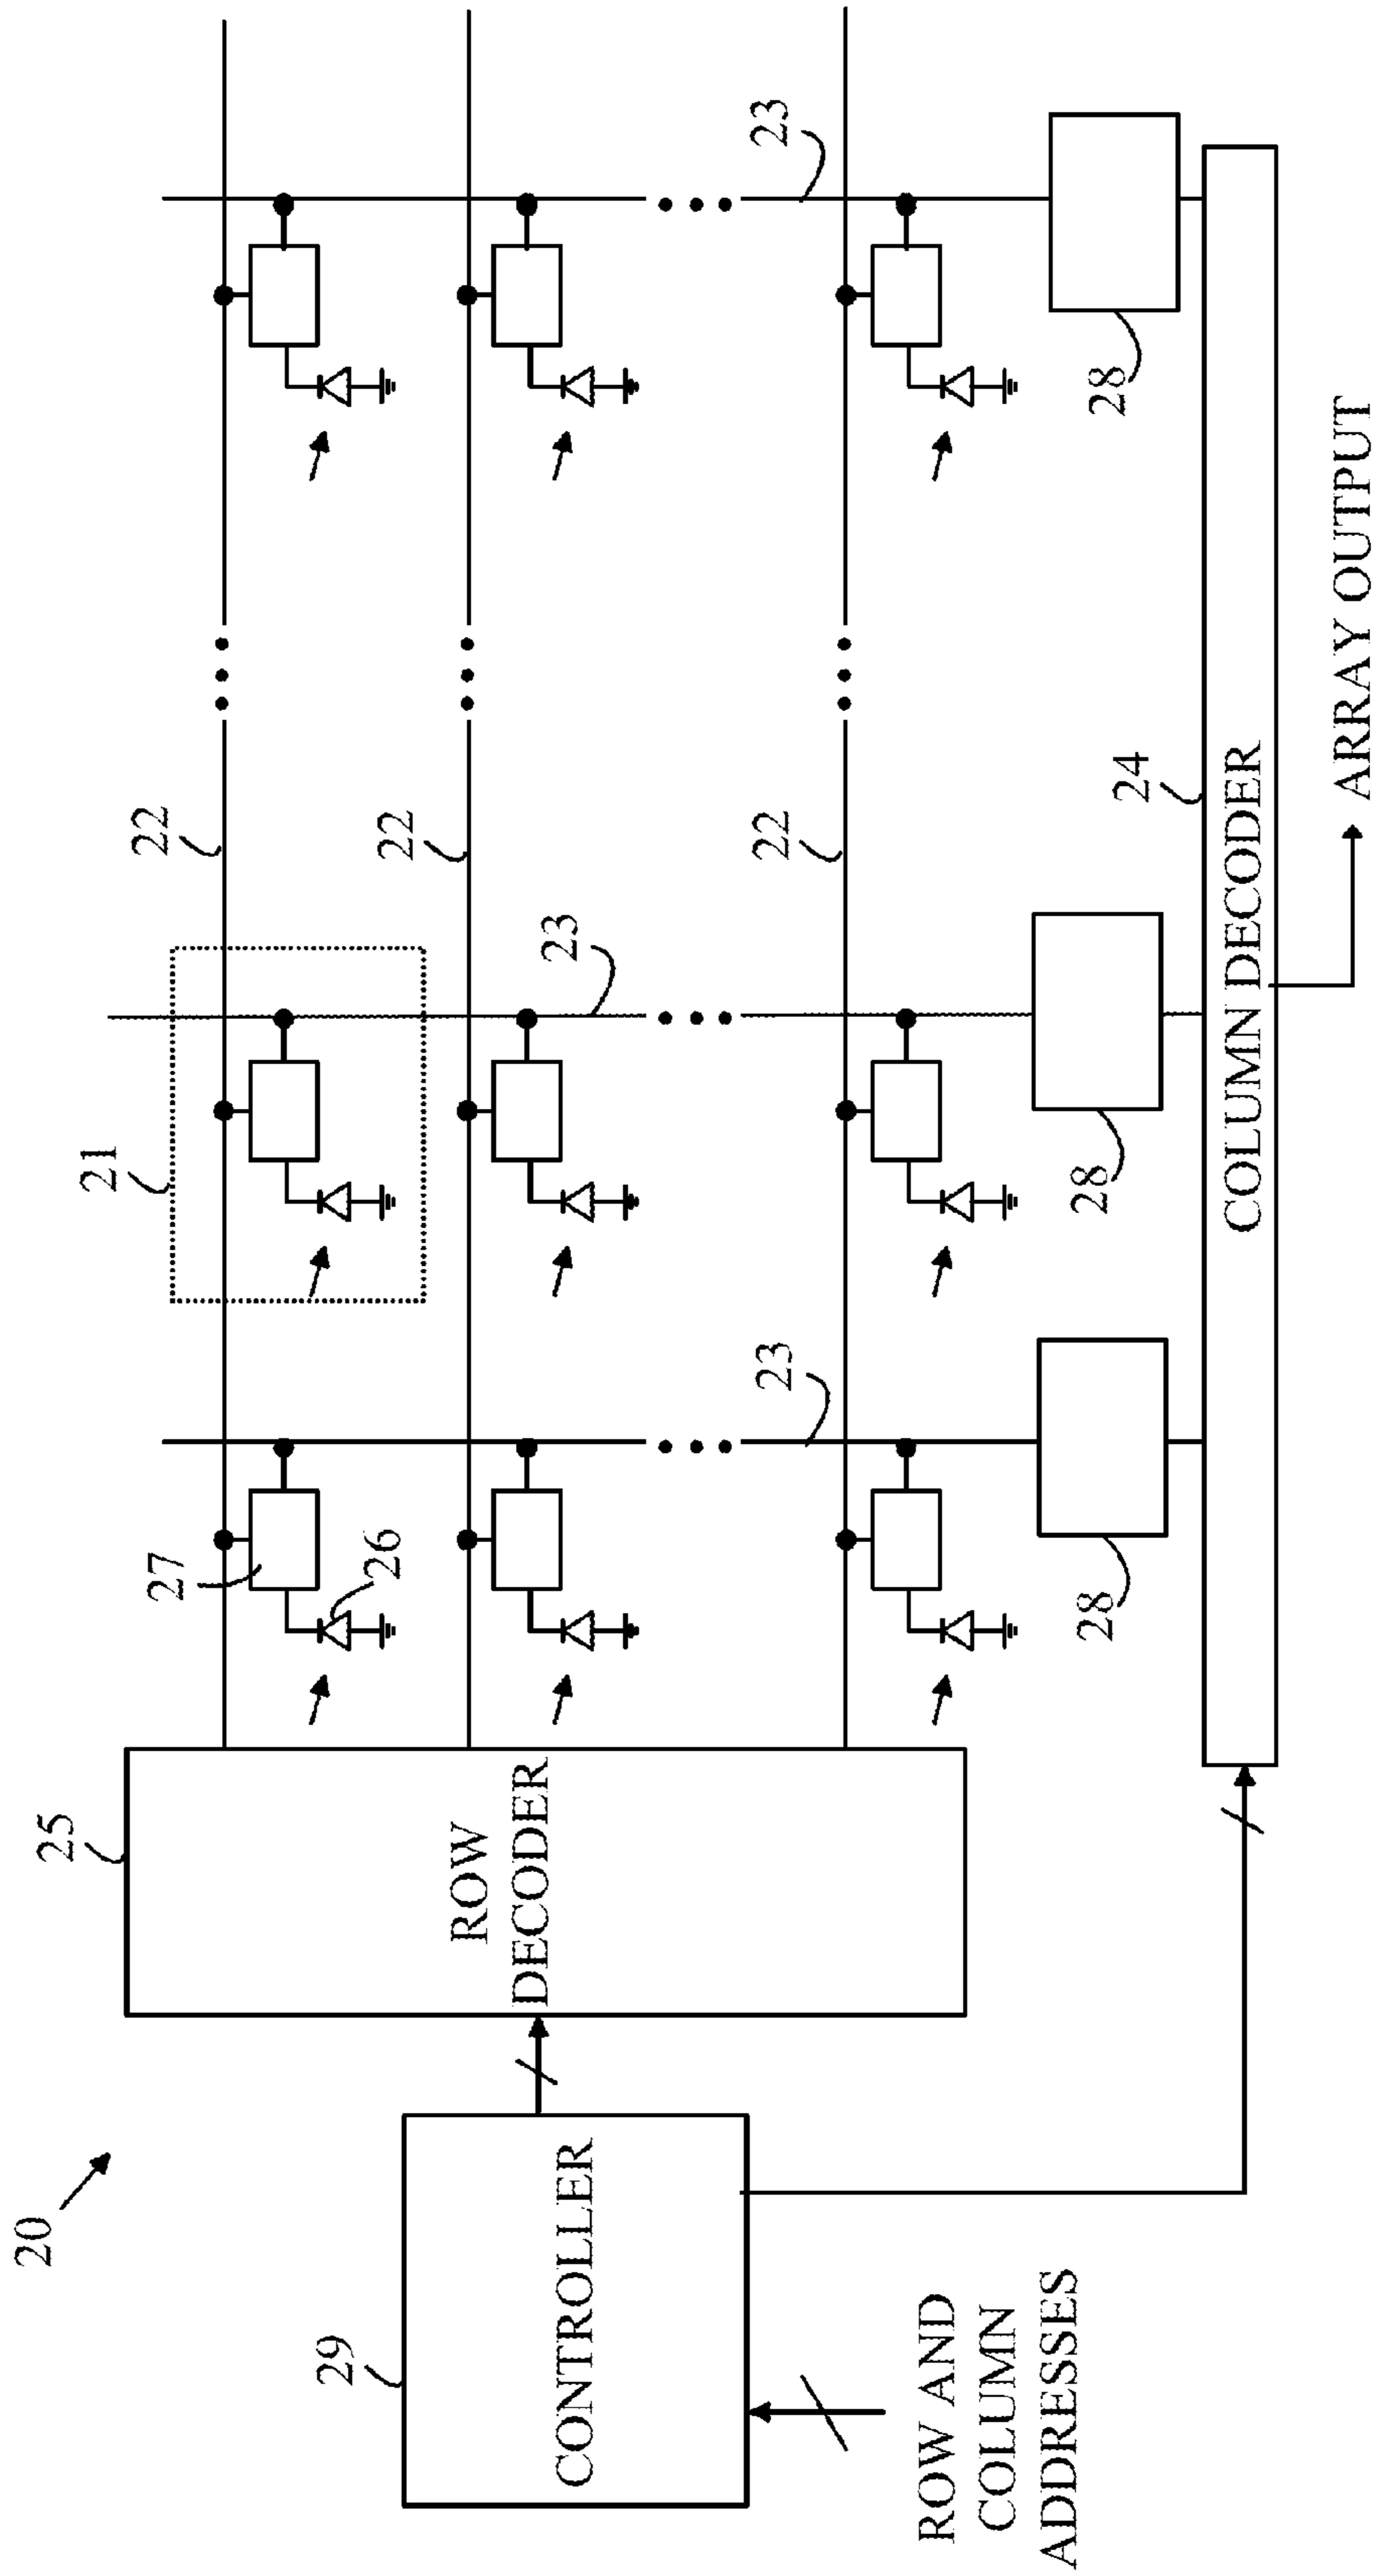 20
29
CONTROLLER
ROW AND
COLUMN
ADDRESSES
25
ROW
DECODER
27
26
21
22
22
22
23
23
23
28
28
28
24
COLUMN DECODER
ARRAY OUTPUT